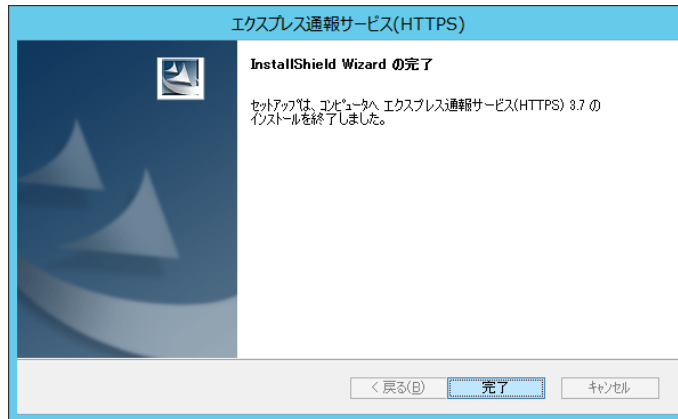 エクスプレス通報サービス(HTTPS)
InstallShield Wizard の完了
セットアップは、コンピュータへ エクスプレス通報サービス(HTTPS) 3.7 の
インストールを終了しました。
< 戻る(B)
完了
キャンセル